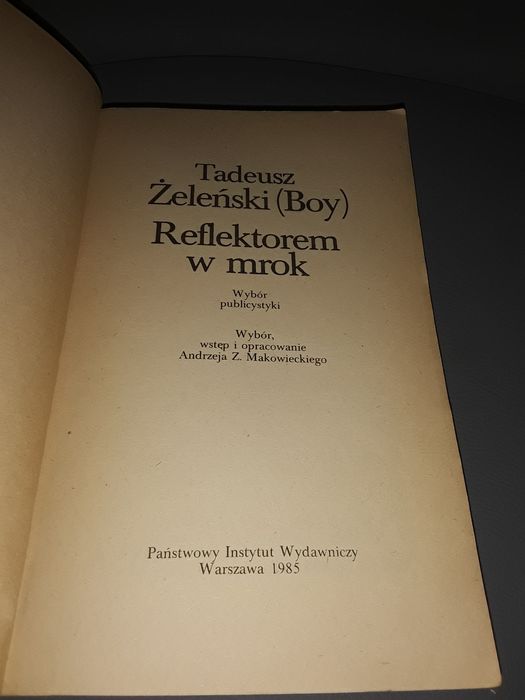 Tadeusz
Żeleński (Boy)
Reflektorem
w mrok
Wybór
publicystyki
Wybór,
wstęp i opracowanie
Andrzeja Z. Makowieckiego
Państwowy Instytut Wydawniczy
Warszawa 1985